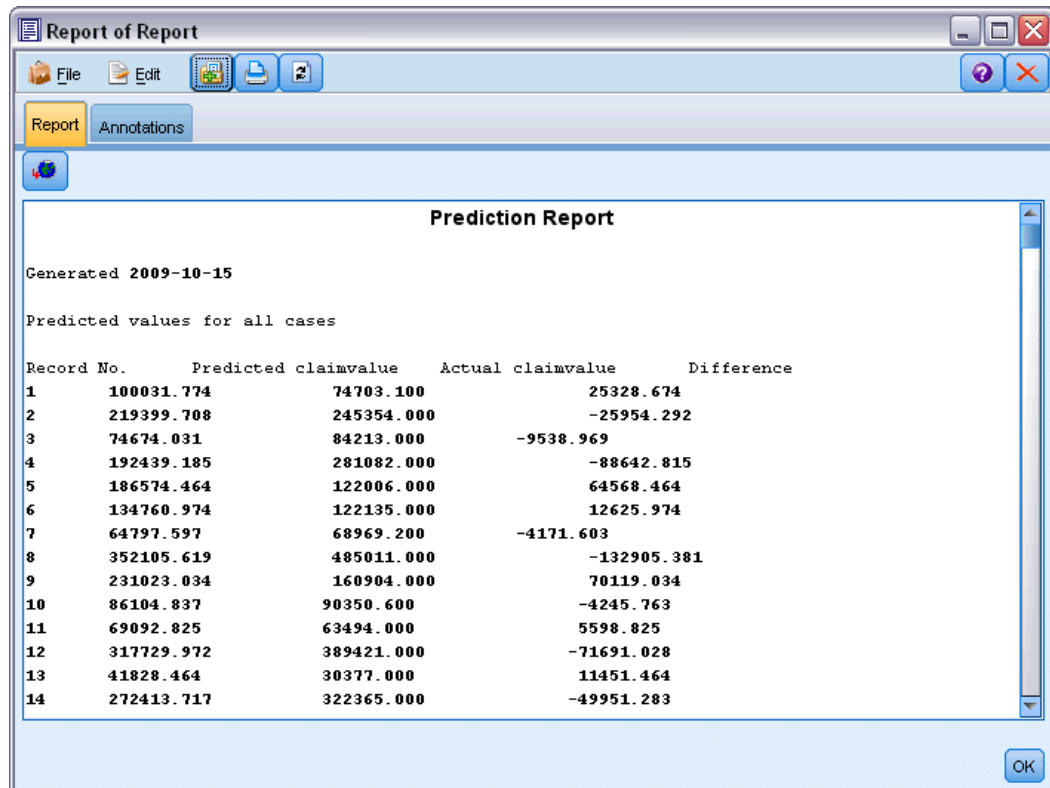 Report of Report
File Edit
Report Annotations
Prediction Report
Generated 2009-10-15
Predicted values for all cases
Record No. Predicted claimvalue Actual claimvalue Difference
1 100031.774 74703.100 25328.674
2 219399.708 245354.000 -25954.292
3 74674.031 84213.000 -9538.969
4 192439.185 281082.000 -88642.815
5 186574.464 122006.000 64568.464
6 134760.974 122135.000 12625.974
7 64797.597 68969.200 -4171.603
8 352105.619 485011.000 -132905.381
9 231023.034 160904.000 70119.034
10 86104.837 90350.600 -4245.763
11 69092.825 63494.000 5598.825
12 317729.972 389421.000 -71691.028
13 41828.464 30377.000 11451.464
14 272413.717 322365.000 -49951.283
OK